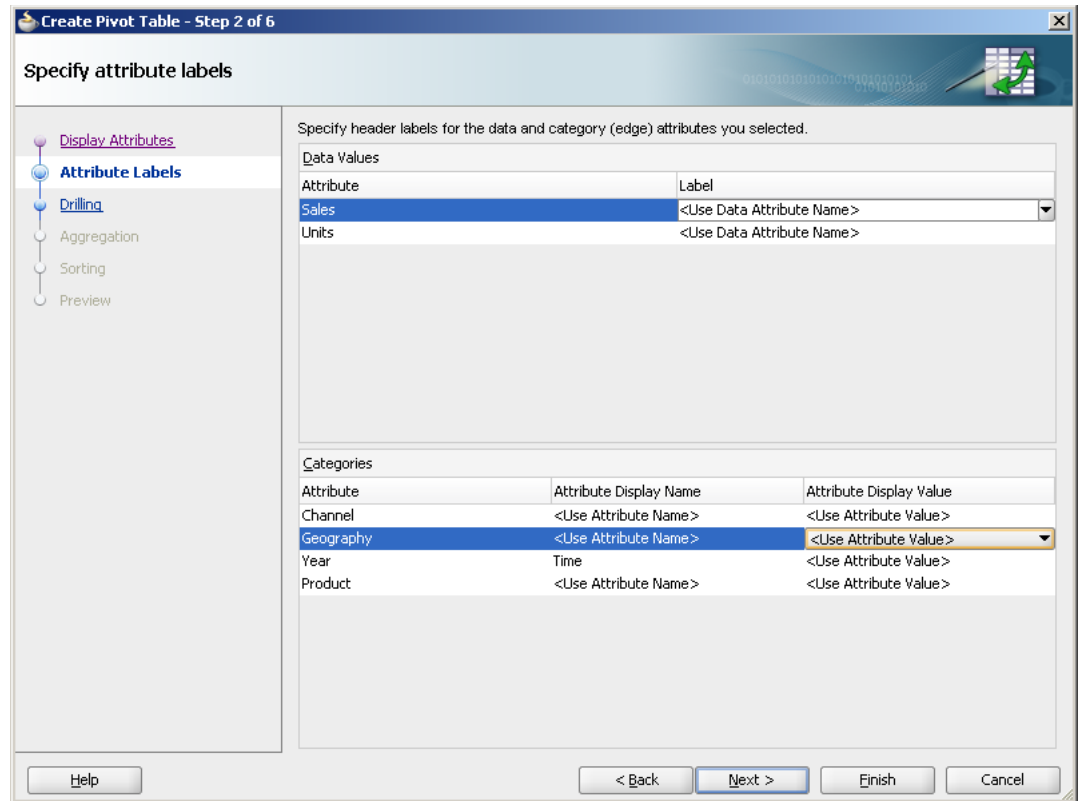 Create Pivot Table - Step 2 of 6
Specify attribute labels
Display Attributes
Attribute Labels
Drilling
Aggregation
Sorting
Preview
Specify header labels for the data and category (edge) attributes you selected.
Data Values
Attribute Label
Sales <Use Data Attribute Name>
Units <Use Data Attribute Name>
Categories
Attribute Attribute Display Name Attribute Display Value
Channel <Use Attribute Name> <Use Attribute Value>
Geography <Use Attribute Name> <Use Attribute Value>
Year Time <Use Attribute Value>
Product <Use Attribute Name> <Use Attribute Value>
Help < Back Next > Finish Cancel